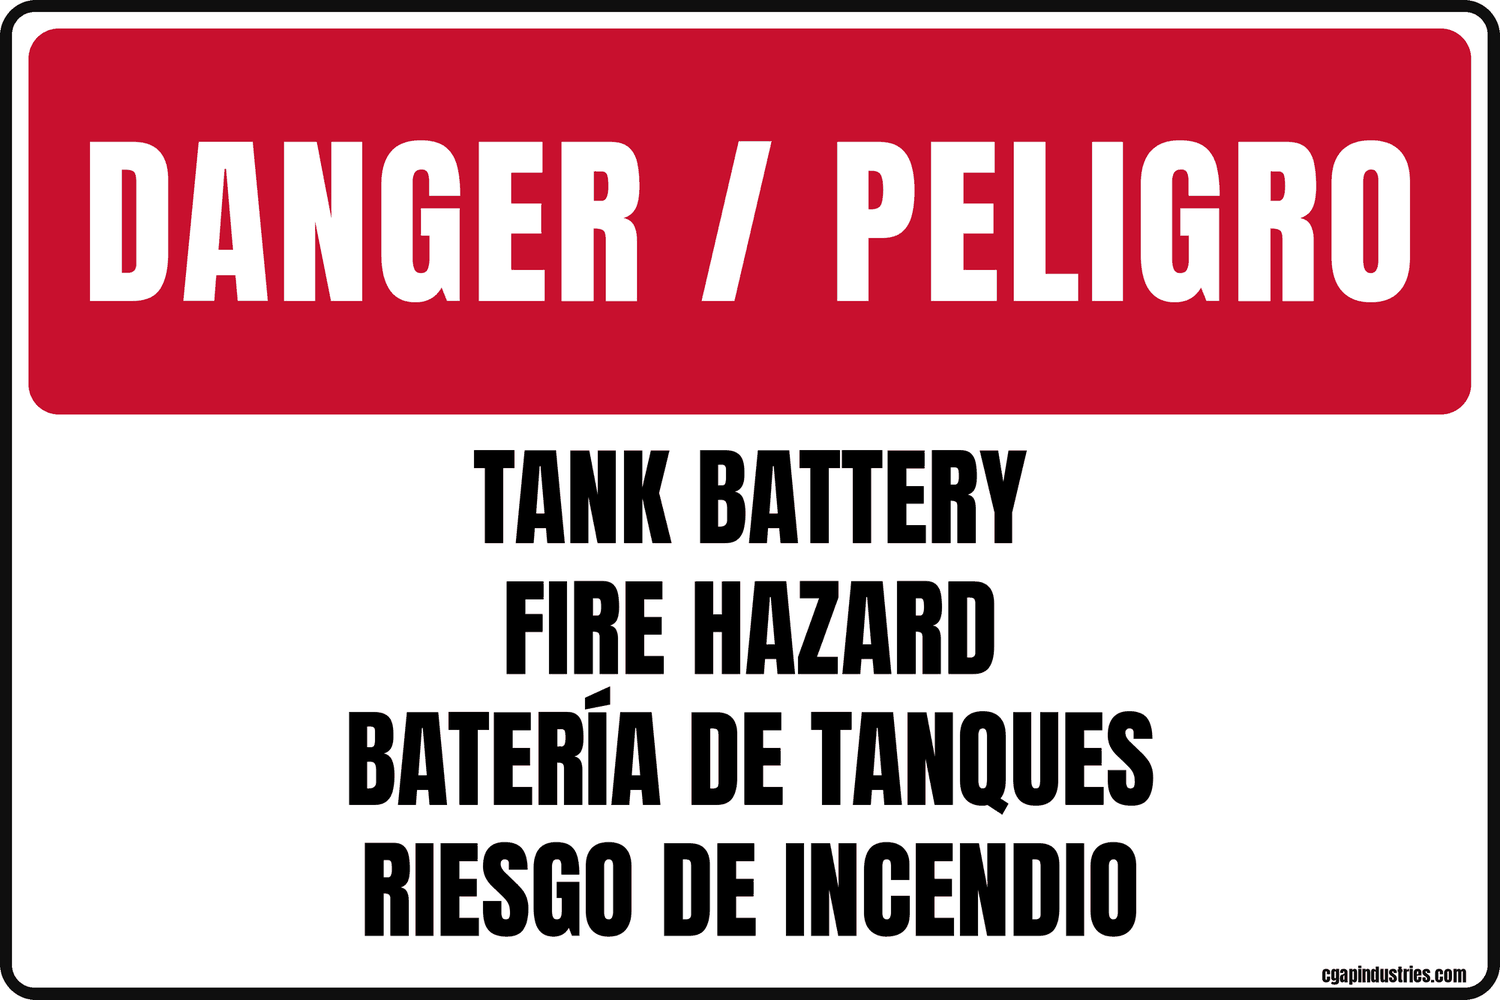 DANGER / PELIGRO
TANK BATTERY
FIRE HAZARD
BATERÍA DE TANQUES
RIESGO DE INCENDIO
cgapindustries.com